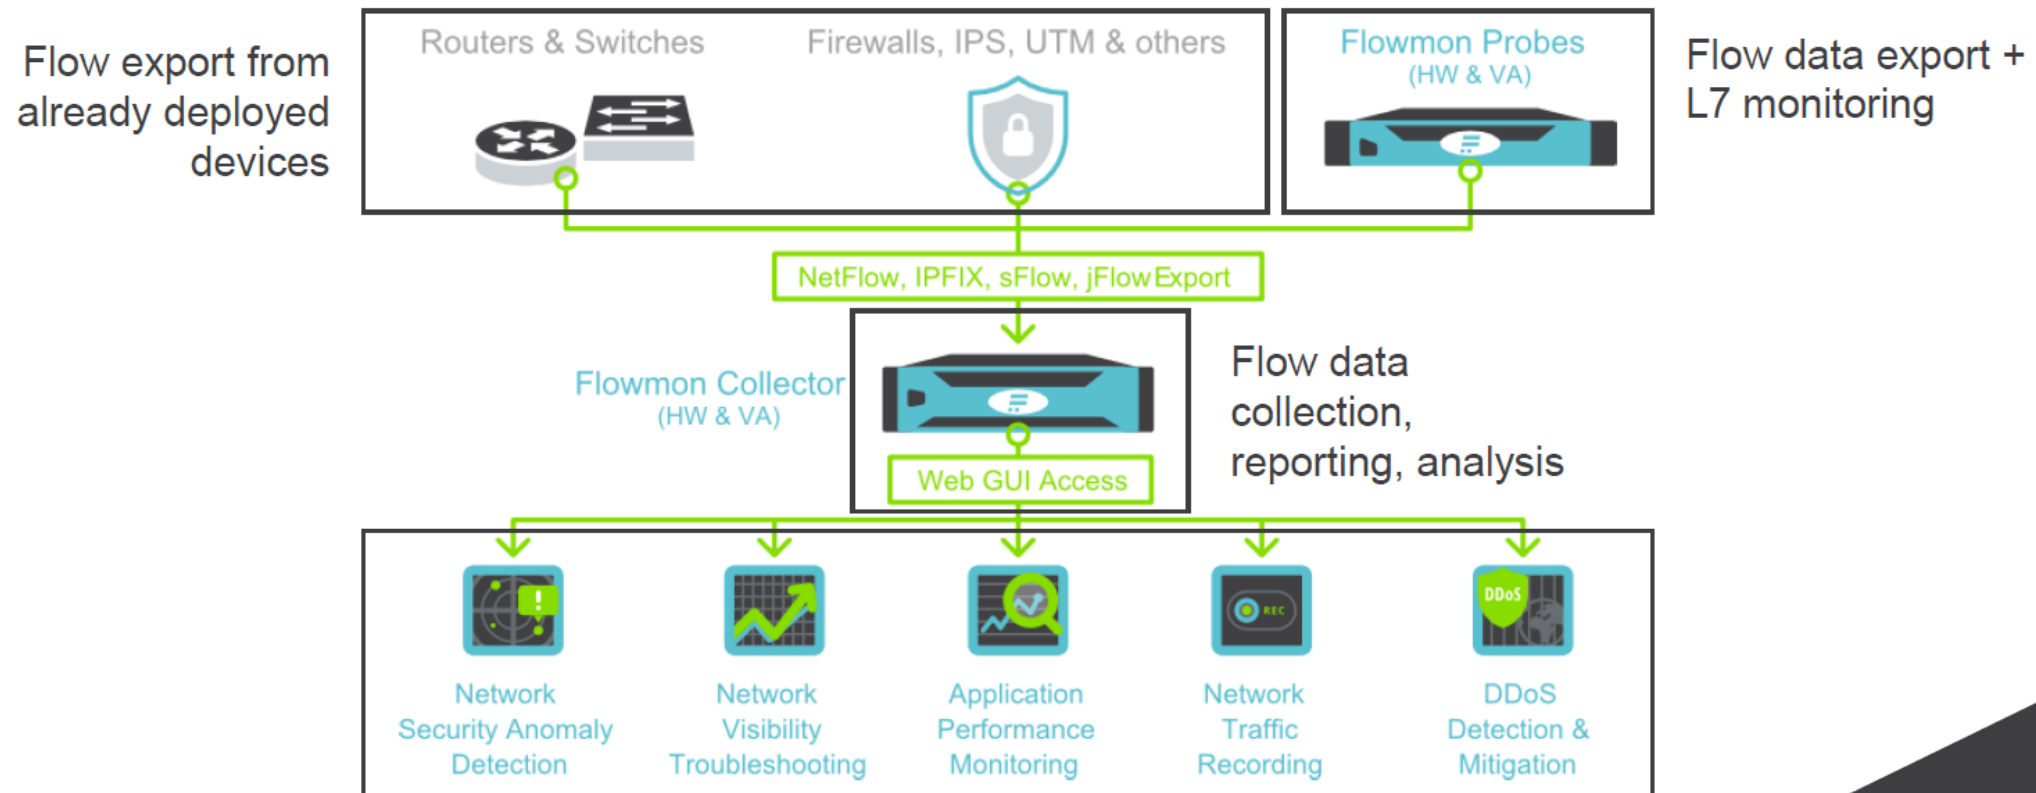 Flow export from
already deployed
devices
Routers & Switches
Firewalls, IPS, UTM & others
Flowmon Probes
(HW & VA)
Flow data export +
L7 monitoring
NetFlow, IPFIX, sFlow, jFlow Export
Flowmon Collector
(HW & VA)
Flow data
collection,
reporting, analysis
Web GUI Access
!
REC
DDoS
Network
Security Anomaly
Detection
Network
Visibility
Troubleshooting
Application
Performance
Monitoring
Network
Traffic
Recording
DDoS
Detection &
Mitigation